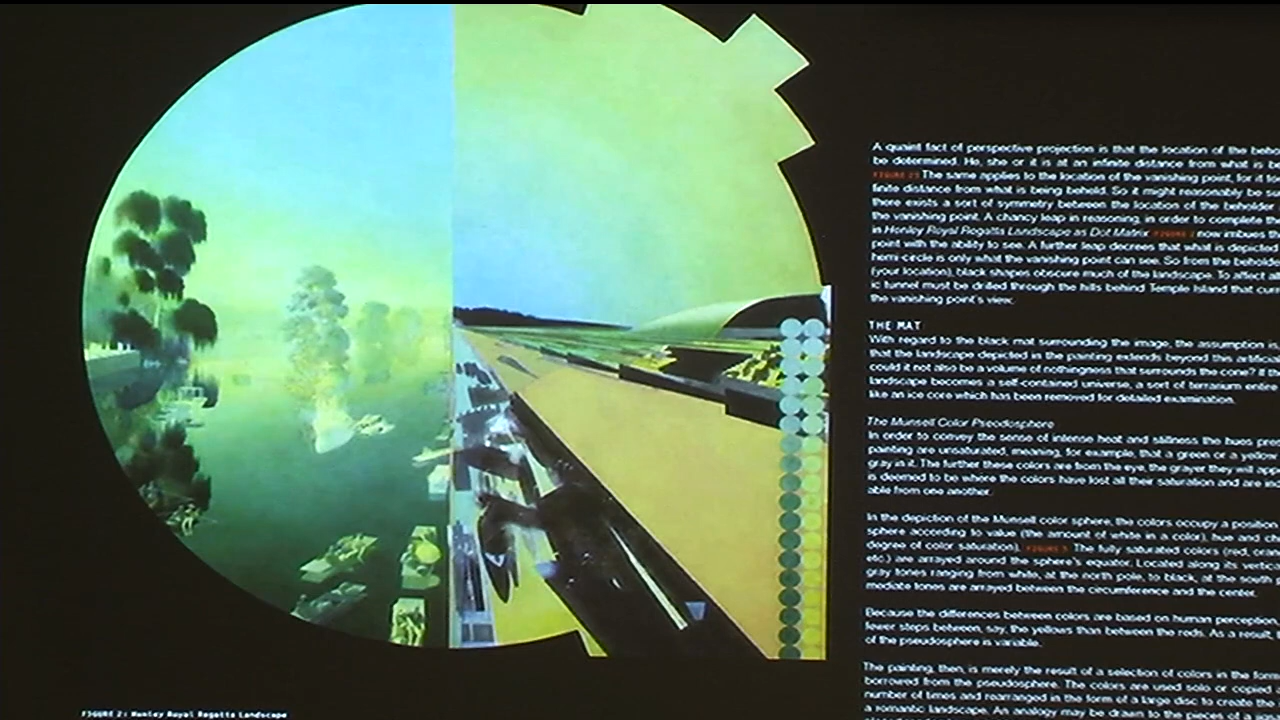 A quaint fact of perspective projection is that the location of the beho
be determined. He, she or it is at an infinite distance from what is be
FIGURE 25 The same applies to the location of the vanishing point, for it
finite distance from what is being beheld. So it might reasonably be su
there exists a sort of symmetry between the location of the beholder
the vanishing point. A chancy leap in reasoning, in order to complete the
in Henley Royal Regatta Landscape as Dot Matrix FIGURE 2 now imbues the
point with the ability to see. A further leap decrees that what is depicted
hemi-circle is only what the vanishing point can see. So from the beholde
(your location), black shapes obscure much of the landscape. To affect
ic tunnel must be drilled through the hills behind Temple Island that
the vanishing point's view.
THE MAT
With regard to the black mat surrounding the image, the assumption
that the landscape depicted in the painting extends beyond this
could it not also be a volume of nothingness that surrounds the cone? If
landscape becomes a self-contained universe, a sort of terrarium entire
like an ice core which has been removed for detailed examination.
The Munsell Color Pseodosphere
In order to convey the sense of intense heat and stillness the hues pre
painting are unsaturated, meaning, for example, that a green or a yellow
gray in it. The further these colors are from the eye, the grayer they
is deemed to be where the colors have lost all their saturation and are
able from one another.
In the depiction of the Munsell color sphere, the colors occupy a position
sphere according to value (the amount of white in a color), hue and
degree of color saturation). FIGURE 3 The fully saturated colors (red, oran
etc.) are arrayed around the sphere's equator. Located along its vertica
gray tones ranging from white, at the north pole, to black, at the south
mediate tones are arrayed between the circumference and the center.
Because the differences between colors are based on human perception
fewer steps between, say, the yellows than between the reds. As a result,
of the pseudosphere is variable.
The painting, then, is merely the result of a selection of colors in the form
borrowed from the pseudosphere. The colors are used solo or copied
number of times and rearranged in the form of a large disc to create the
a romantic landscape. An analogy may be drawn to the pieces of a
FIGURE 2: Henley Royal Regatta Landscape